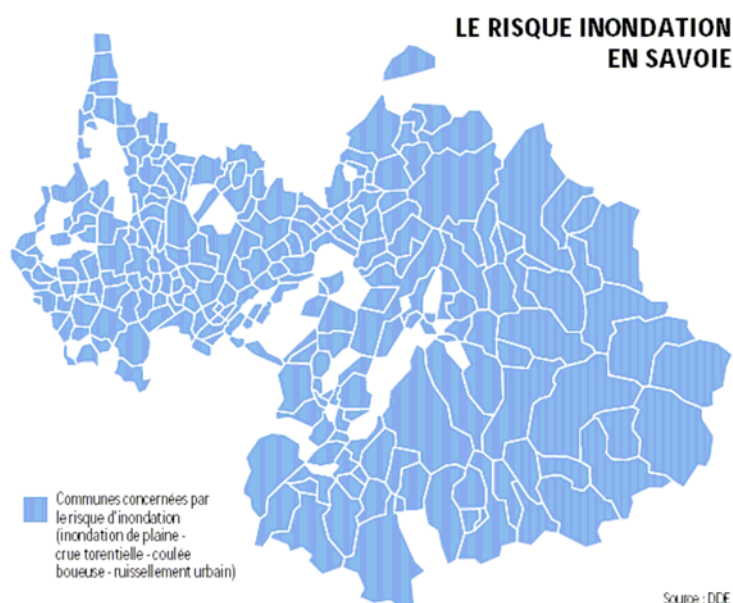 LE RISQUE INONDATION
EN SAVOIE
Communes concernées par
le risque d'inondation
(inondation de plaine -
crue torentielle - coulée
boueuse - ruissellement urbain)
Source : DDE